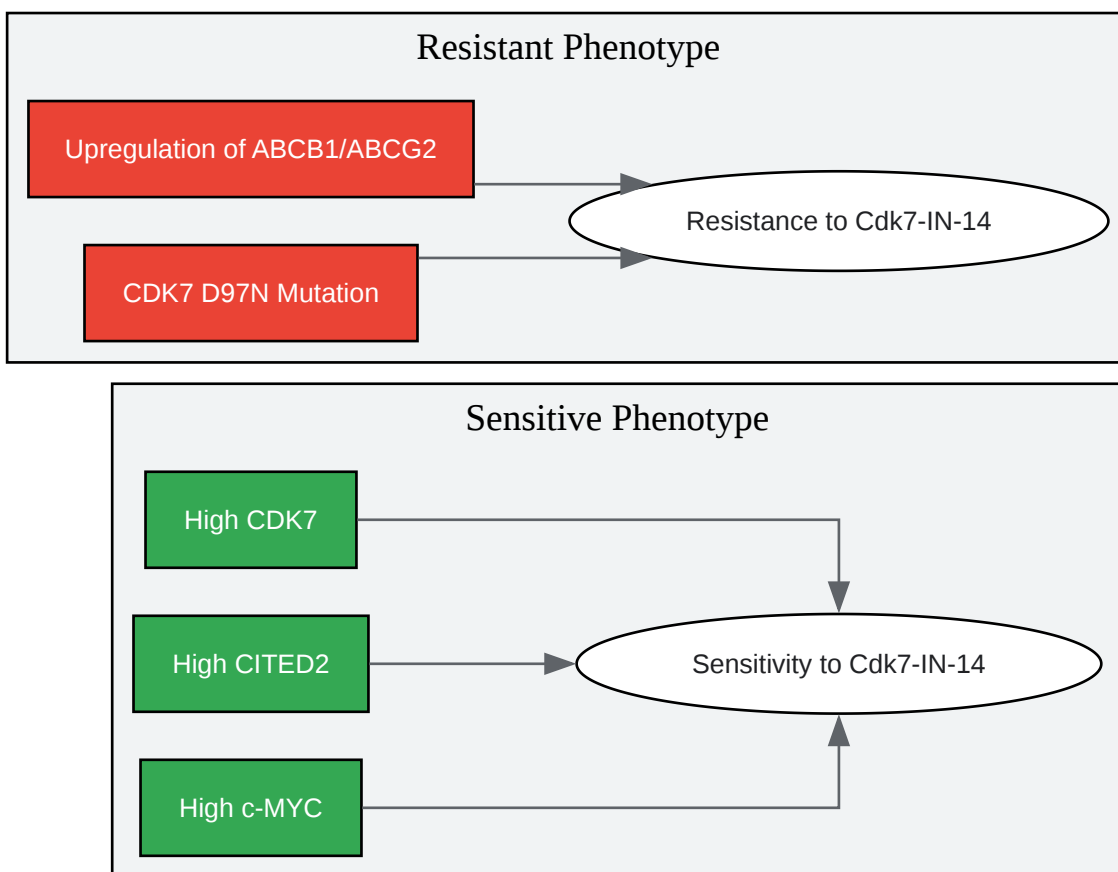 Resistant Phenotype
Upregulation of ABCB1/ABCG2
Resistance to Cdk7-IN-14
CDK7 D97N Mutation
Sensitive Phenotype
High CDK7
High CITED2
Sensitivity to Cdk7-IN-14
High c-MYC